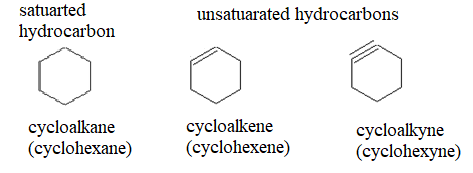 satuarted
hydrocarbon
unsatuarated hydrocarbons
cycloalkane
(cyclohexane)
cycloalkene
(cyclohexene)
cycloalkyne
(cyclohexyne)